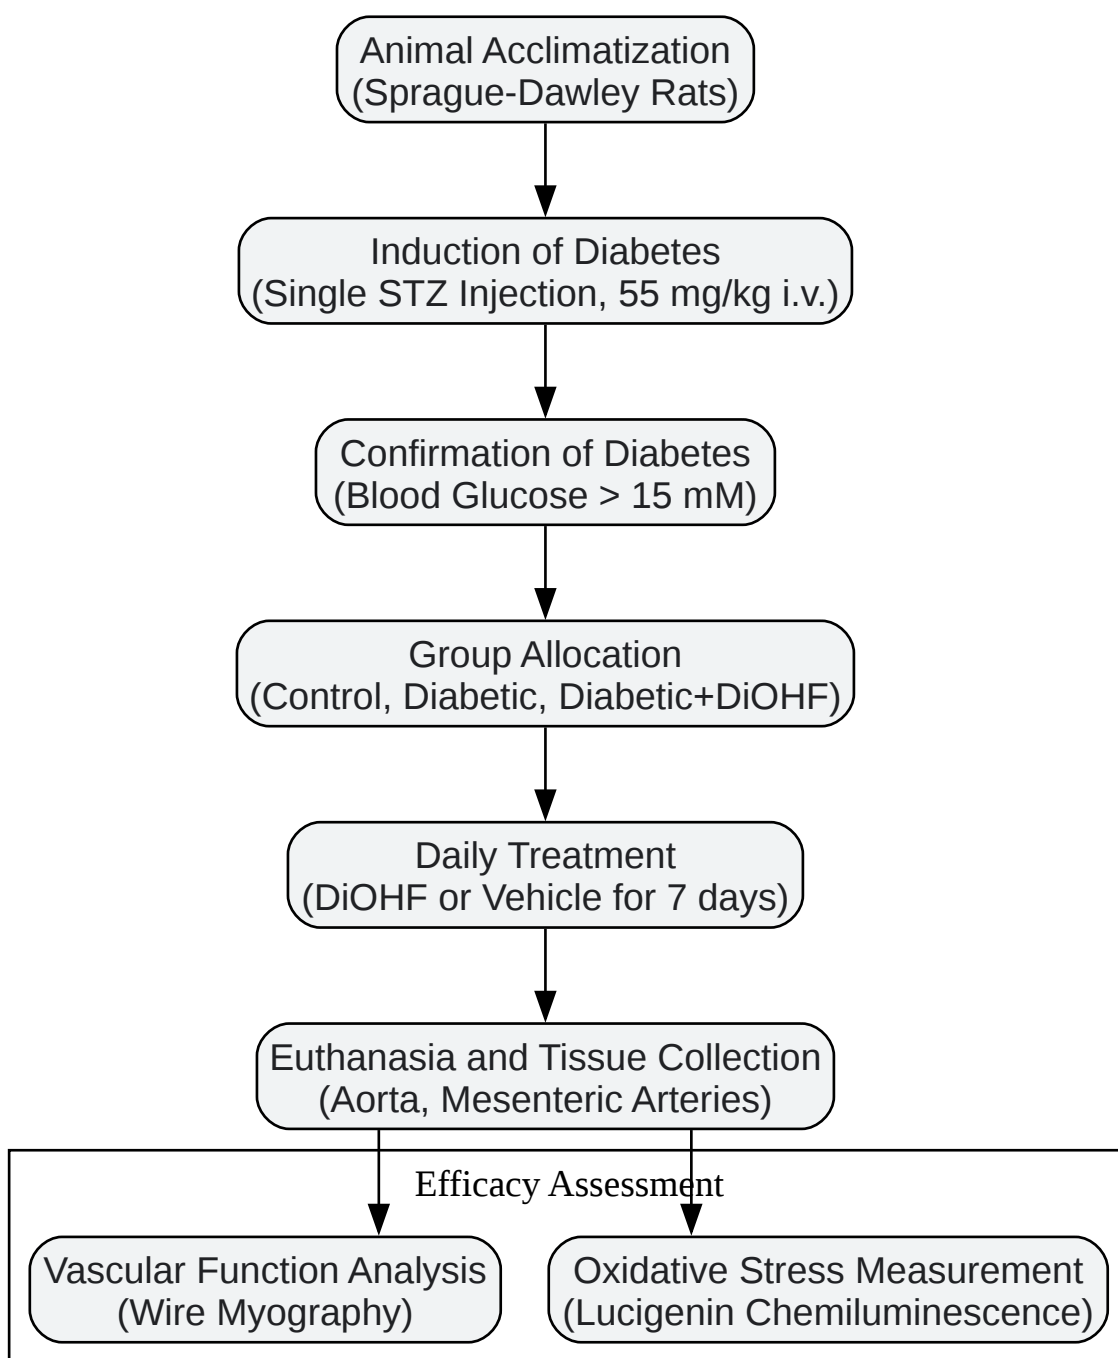 Animal Acclimatization
(Sprague-Dawley Rats)
Induction of Diabetes
(Single STZ Injection, 55 mg/kg i.v.)
Confirmation of Diabetes
(Blood Glucose > 15 mM)
Group Allocation
(Control, Diabetic, Diabetic+DiOHF)
Daily Treatment
(DiOHF or Vehicle for 7 days)
Euthanasia and Tissue Collection
(Aorta, Mesenteric Arteries)
Efficacy Assessment
Vascular Function Analysis
(Wire Myography)
Oxidative Stress Measurement
(Lucigenin Chemiluminescence)